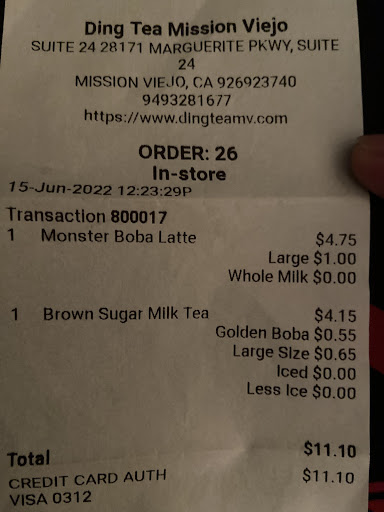 Ding Tea Mission Viejo
SUITE 24 28171 MARGUERITE PKWY, SUITE
24
MISSION VIEJO, CA 926923740
9493281677
https://www.dingteamv.com
ORDER: 26
In-store
15-Jun-2022 12:23:29P
Transaction 800017
1 Monster Boba Latte $4.75
Large $1.00
Whole Milk $0.00
1 Brown Sugar Milk Tea $4.15
Golden Boba $0.55
Large Size $0.65
Iced $0.00
Less Ice $0.00
Total $11.10
CREDIT CARD AUTH $11.10
VISA 0312